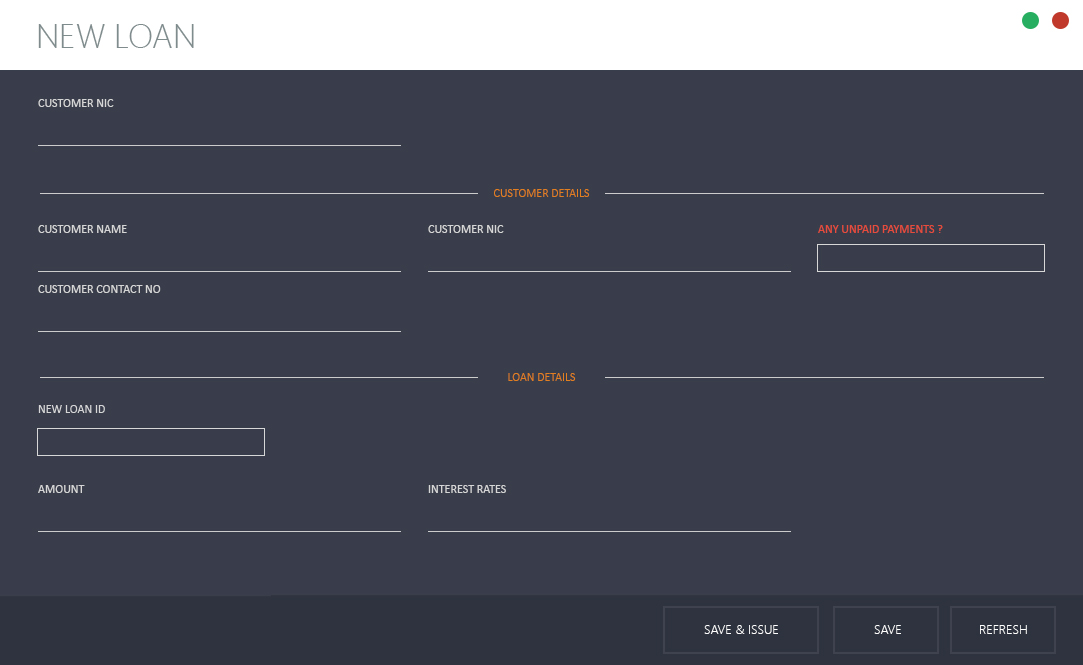 NEW LOAN
CUSTOMER NIC
CUSTOMER DETAILS
CUSTOMER NAME
CUSTOMER NIC
ANY UNPAID PAYMENTS ?
CUSTOMER CONTACT NO
LOAN DETAILS
NEW LOAN ID
AMOUNT
INTEREST RATES
SAVE & ISSUE
SAVE
REFRESH